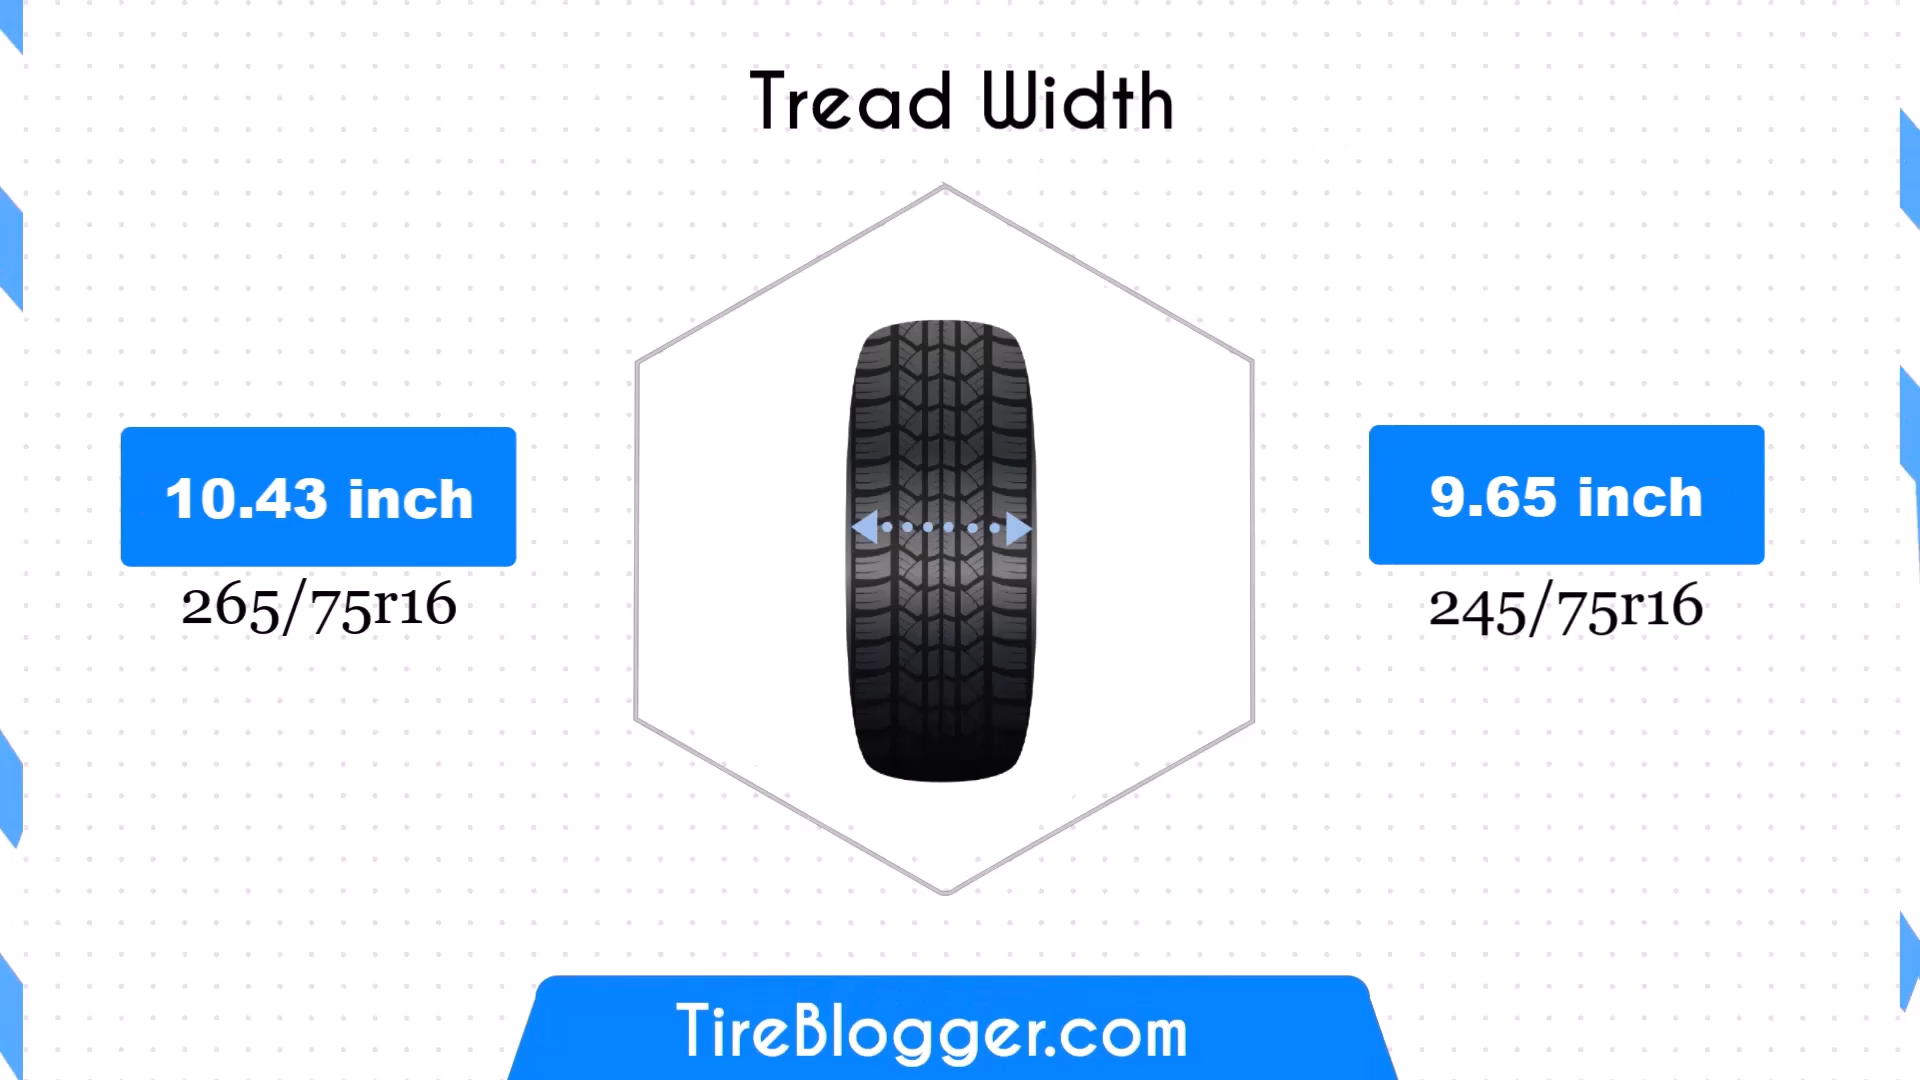 Tread Width
10.43 inch
265/75r16
9.65 inch
245/75r16
TireBlogger.com